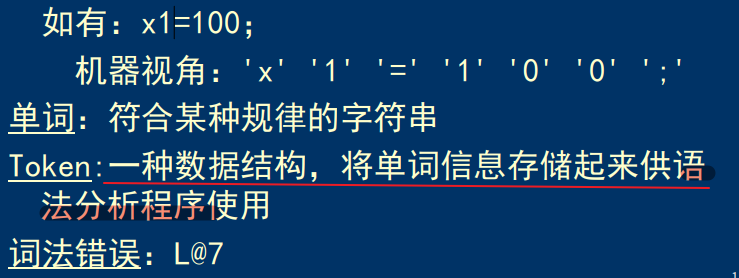 如有：x1=100;
机器视角：'x' '1' '=' '1' '0' '0' ';'
单词：符合某种规律的字符串
Token:一种数据结构，将单词信息存储起来供语
法分析程序使用
词法错误：L@7
1